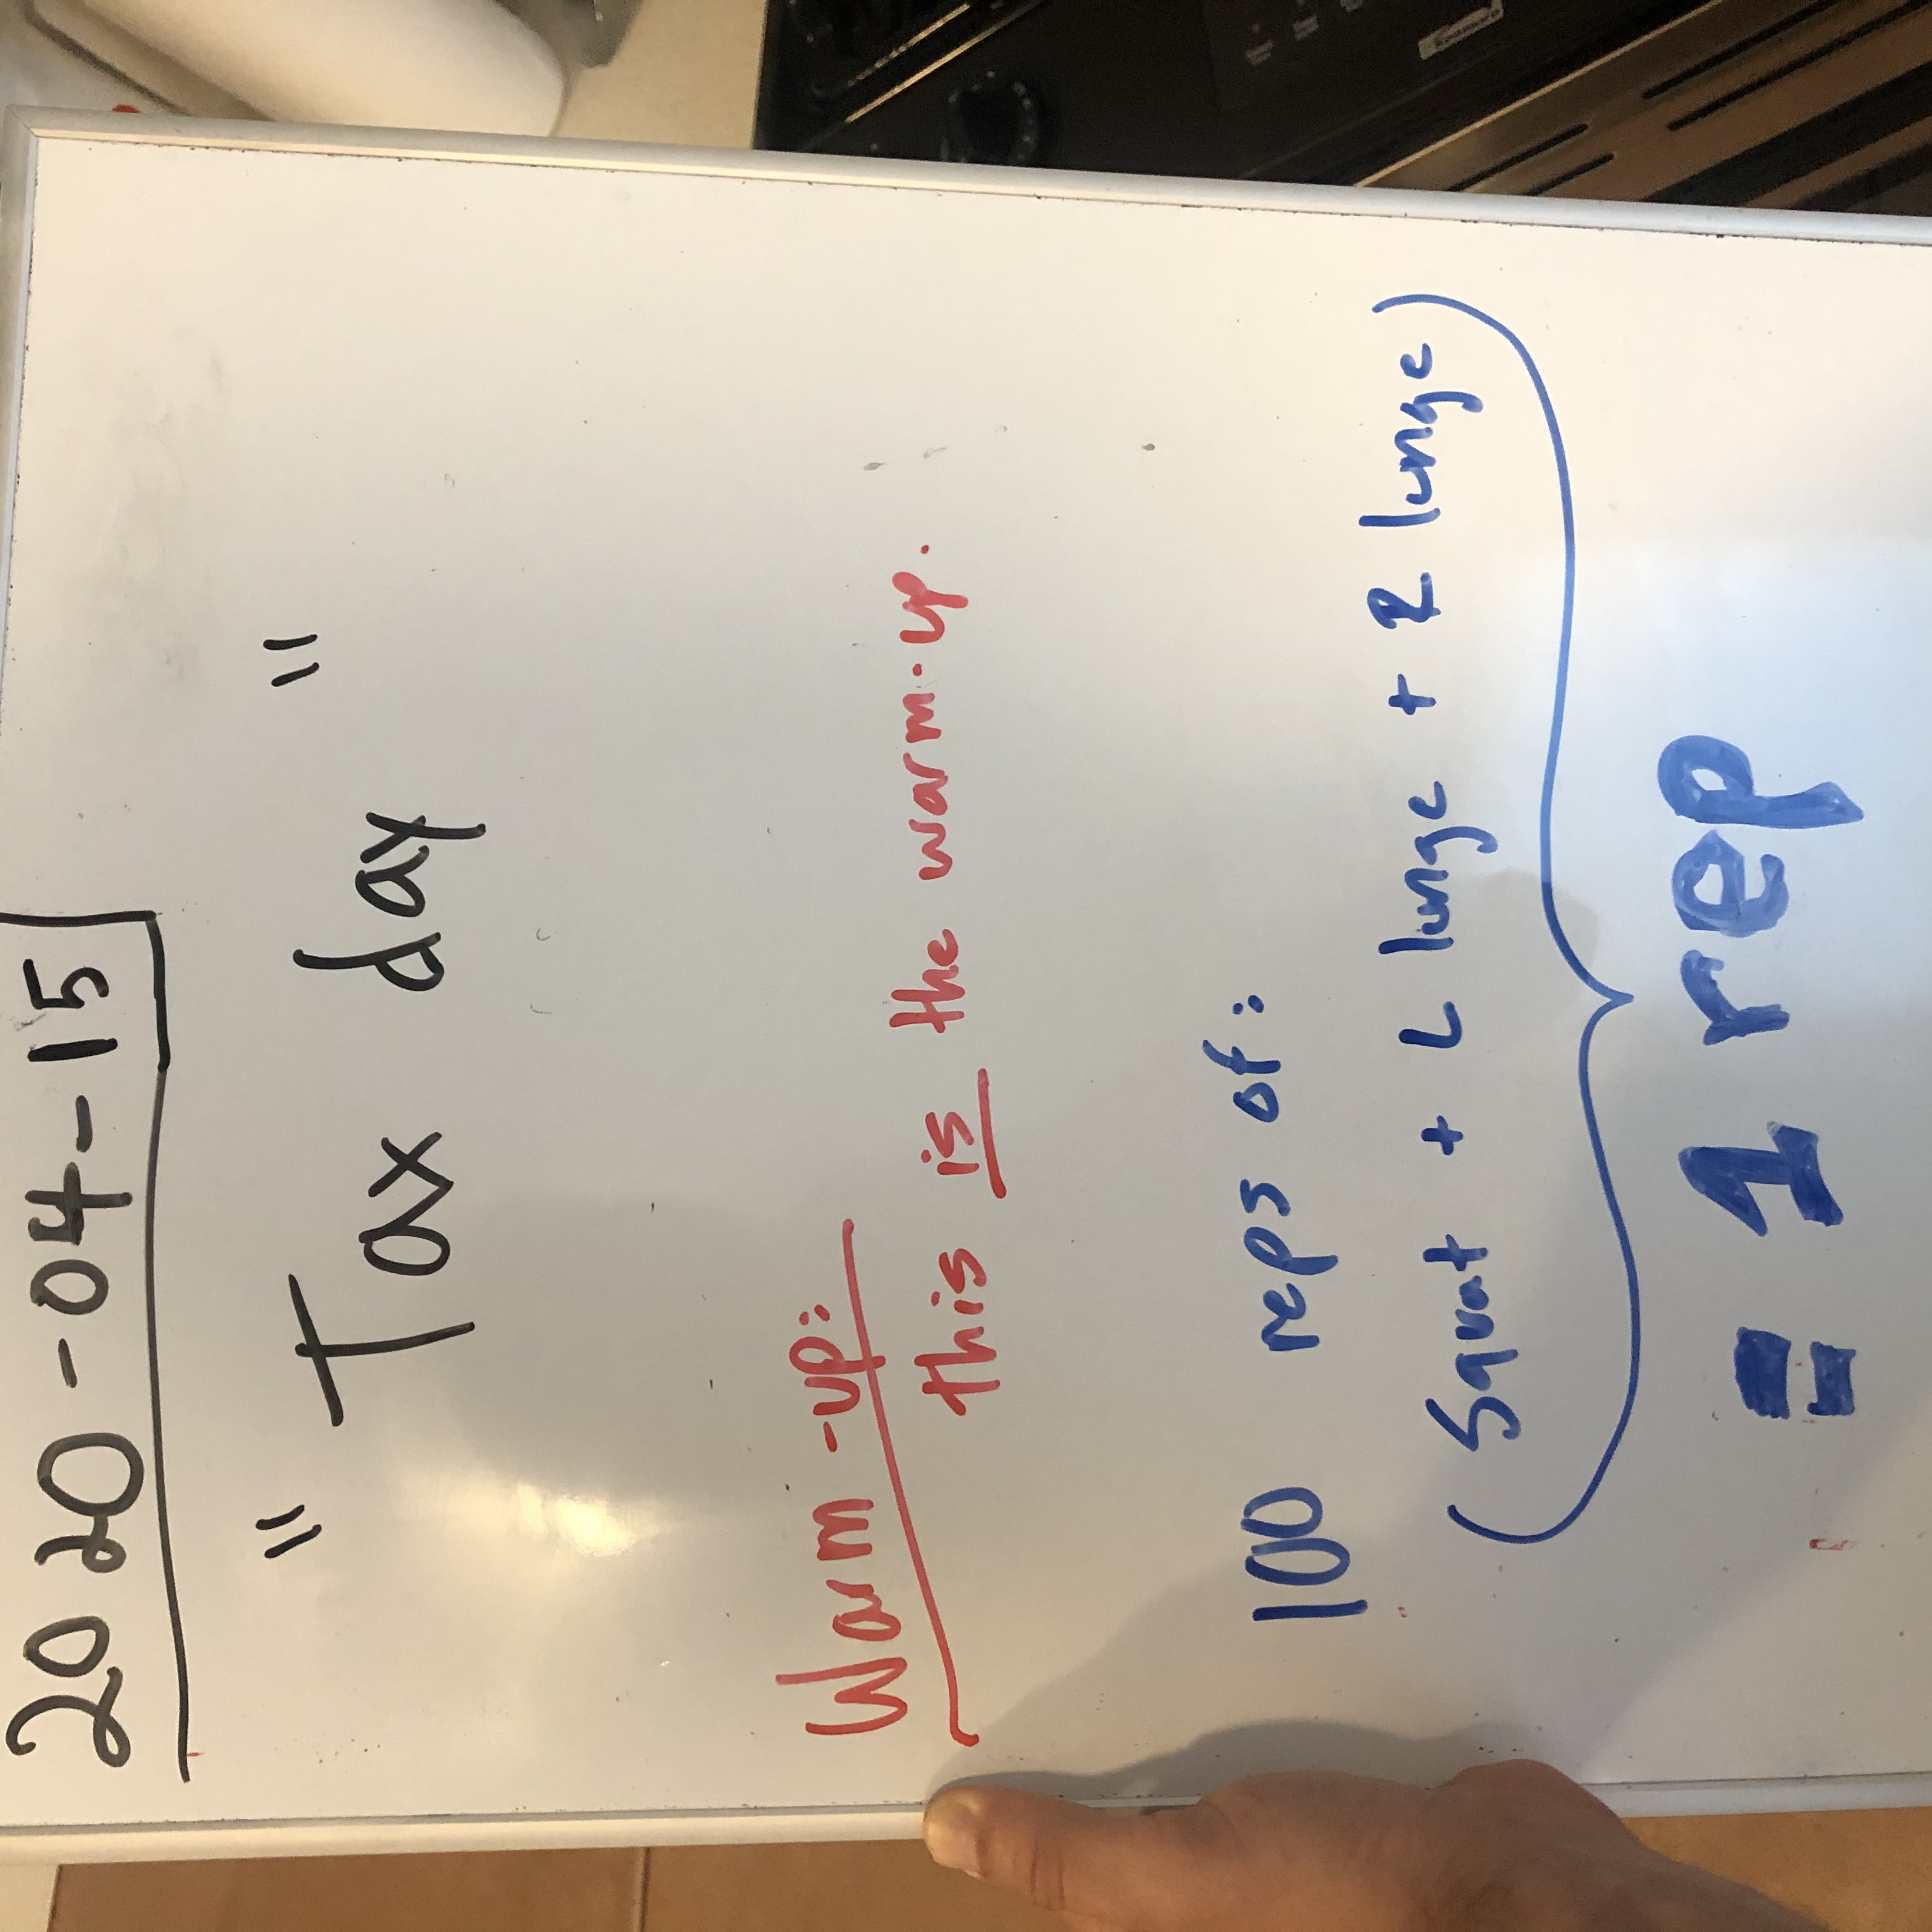 2020-04-15
"Tax day"
Warm-up:
this is the warm-up.
100 reps of:
(Squat + L lunge + R lunge)
= 1 rep